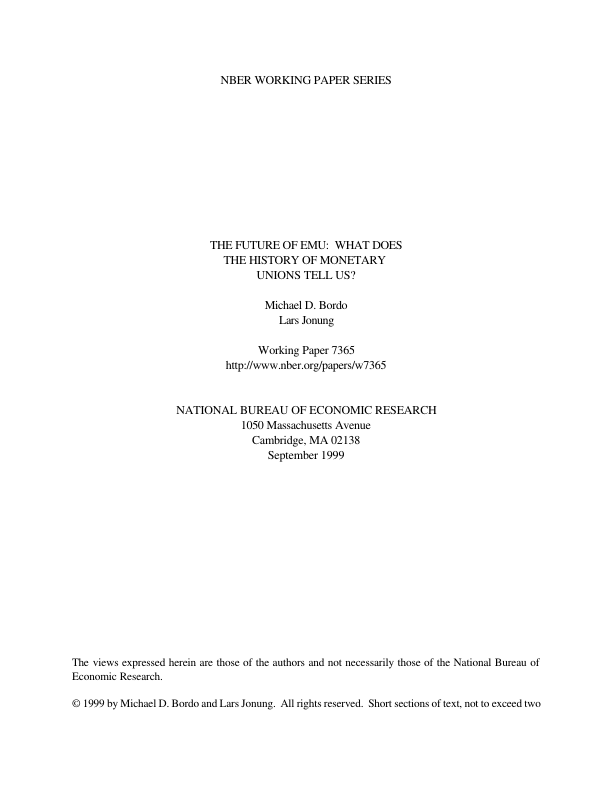 NBER WORKING PAPER SERIES
THE FUTURE OF EMU: WHAT DOES
THE HISTORY OF MONETARY
UNIONS TELL US?
Michael D. Bordo
Lars Jonung
Working Paper 7365
http://www.nber.org/papers/w7365
NATIONAL BUREAU OF ECONOMIC RESEARCH
1050 Massachusetts Avenue
Cambridge, MA 02138
September 1999
The views expressed herein are those of the authors and not necessarily those of the National Bureau of
Economic Research.
© 1999 by Michael D. Bordo and Lars Jonung. All rights reserved. Short sections of text, not to exceed two